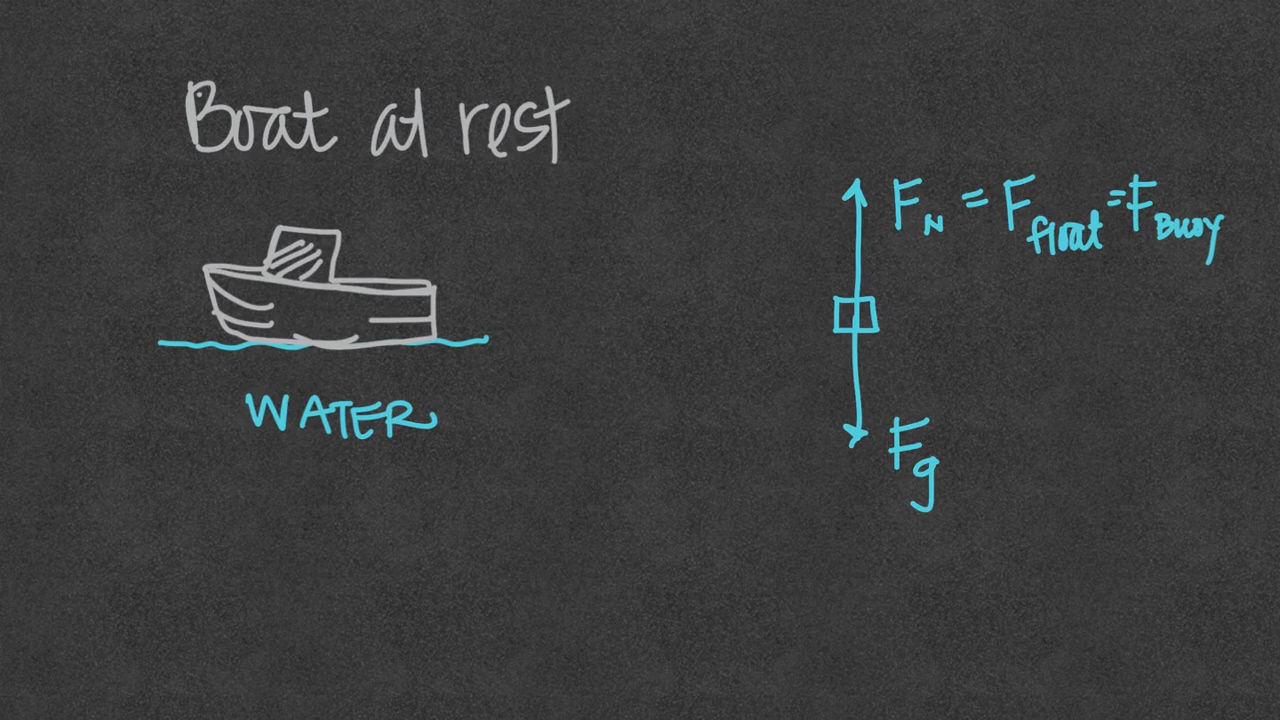 Boat at rest
F_N = F_float = F_Buoy
WATER
F_g